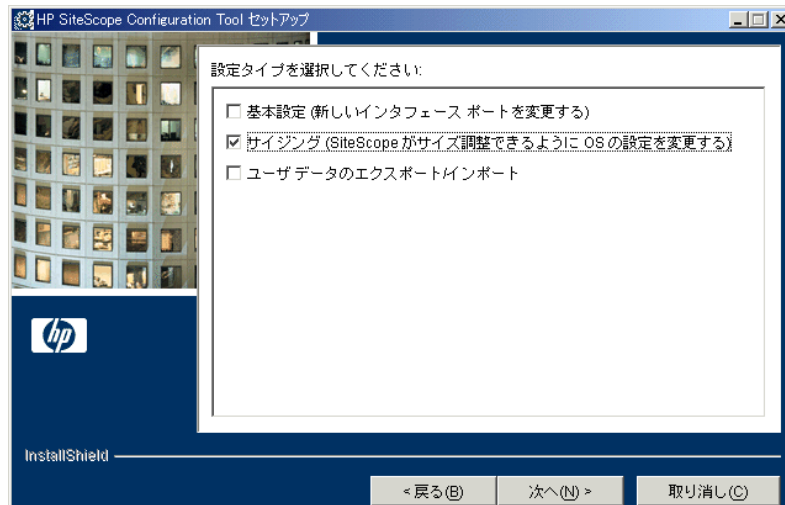 HP SiteScope Configuration Tool セットアップ
設定タイプを選択してください:
基本設定 (新しいインタフェース ポートを変更する)
サイジング (SiteScope がサイズ調整できるように OS の設定を変更する)
ユーザ データのエクスポート/インポート
hp
InstallShield
< 戻る(B)
次へ(N) >
取り消し(C)